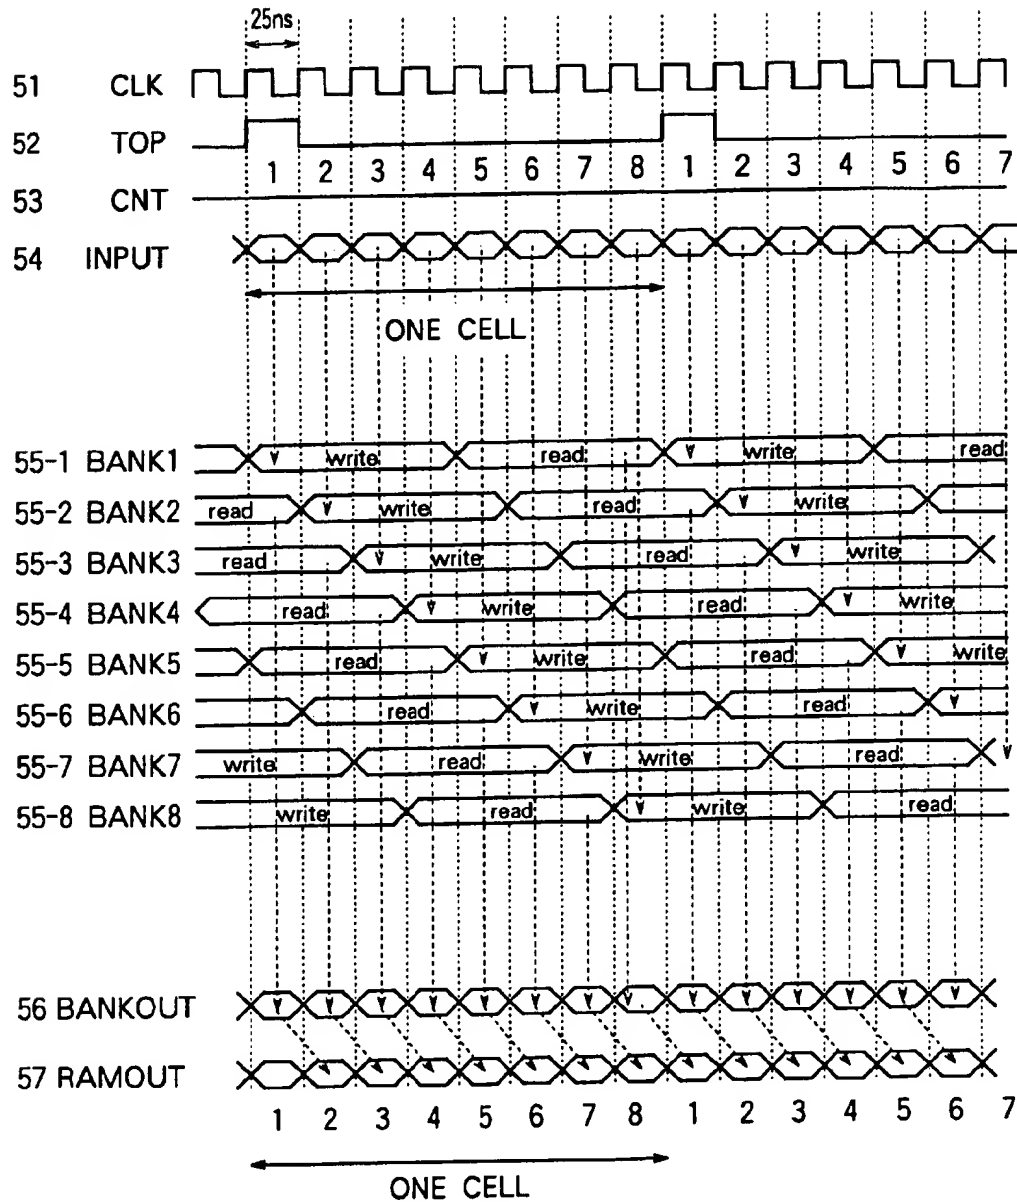 25ns
51 CLK
52 TOP
1 2 3 4 5 6 7 8 1 2 3 4 5 6 7
53 CNT
54 INPUT
ONE CELL
55-1 BANK1 write read write read
55-2 BANK2 read write read write
55-3 BANK3 read write read write
55-4 BANK4 read write read write
55-5 BANK5 read write read write
55-6 BANK6 read write read
55-7 BANK7 write read write read
55-8 BANK8 write read write read
56 BANKOUT
57 RAMOUT
1 2 3 4 5 6 7 8 1 2 3 4 5 6 7
ONE CELL